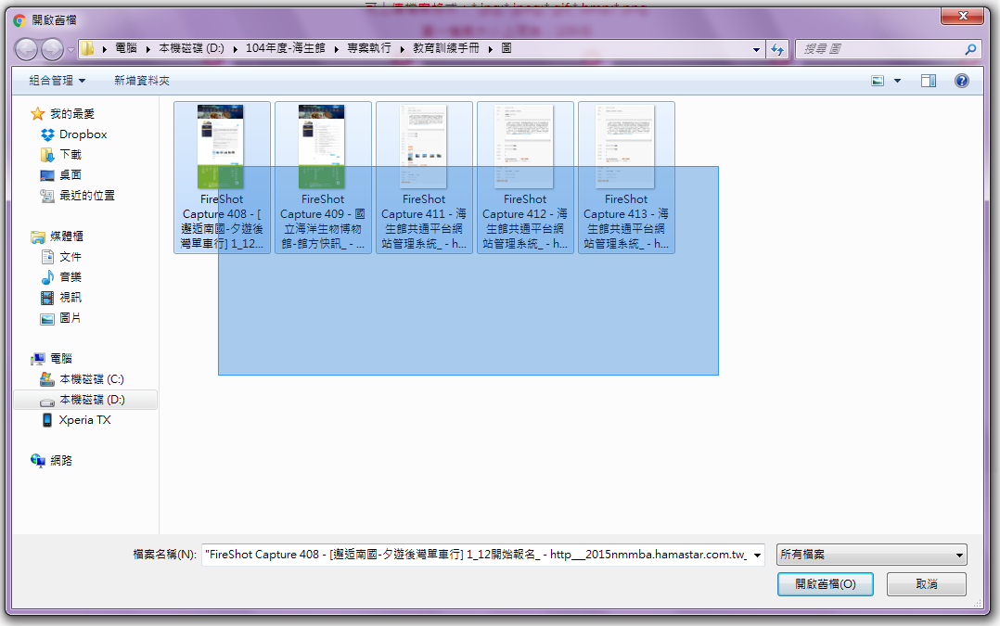 開啟舊檔
電腦 本機磁碟 (D:) 104年度-海生館 專案執行 教育訓練手冊 圖
搜尋 圖
組合管理 新增資料夾
我的最愛
Dropbox
下載
桌面
最近的位置
媒體櫃
文件
音樂
視訊
圖片
電腦
本機磁碟 (C:)
本機磁碟 (D:)
Xperia TX
網路
FireShot
Capture 408 - [
邂逅南國-夕遊後
灣單車行] 1_12...
FireShot
Capture 409 - 國
立海洋生物博物
館-館方快訊_ - ...
FireShot
Capture 411 - 海
生館共通平台網
站管理系統_ - h...
FireShot
Capture 412 - 海
生館共通平台網
站管理系統_ - h...
FireShot
Capture 413 - 海
生館共通平台網
站管理系統_ - h...
檔案名稱(N): "FireShot Capture 408 - [邂逅南國-夕遊後灣單車行] 1_12開始報名_ - http___2015nmmba.hamastar.com.tw_
所有檔案
開啟舊檔(O) 取消